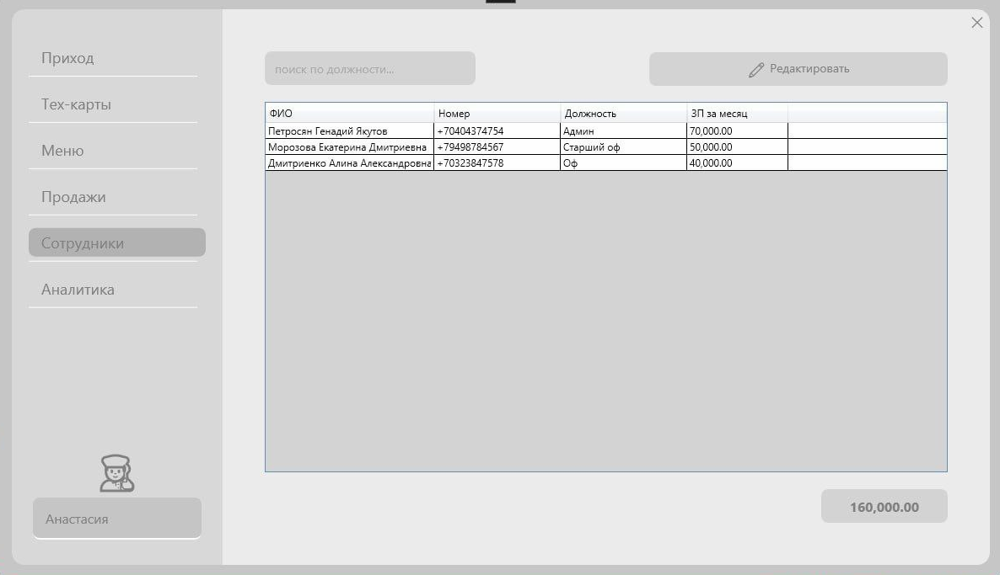 Приход
Тех-карты
Меню
Продажи
Сотрудники
Аналитика
Анастасия
поиск по должности...
Редактировать
ФИО Номер Должность ЗП за месяц
Петросян Генадий Якутов +70404374754 Админ 70,000.00
Морозова Екатерина Дмитриевна +79498784567 Старший оф 50,000.00
Дмитриенко Алина Александровна +70323847578 Оф 40,000.00
160,000.00